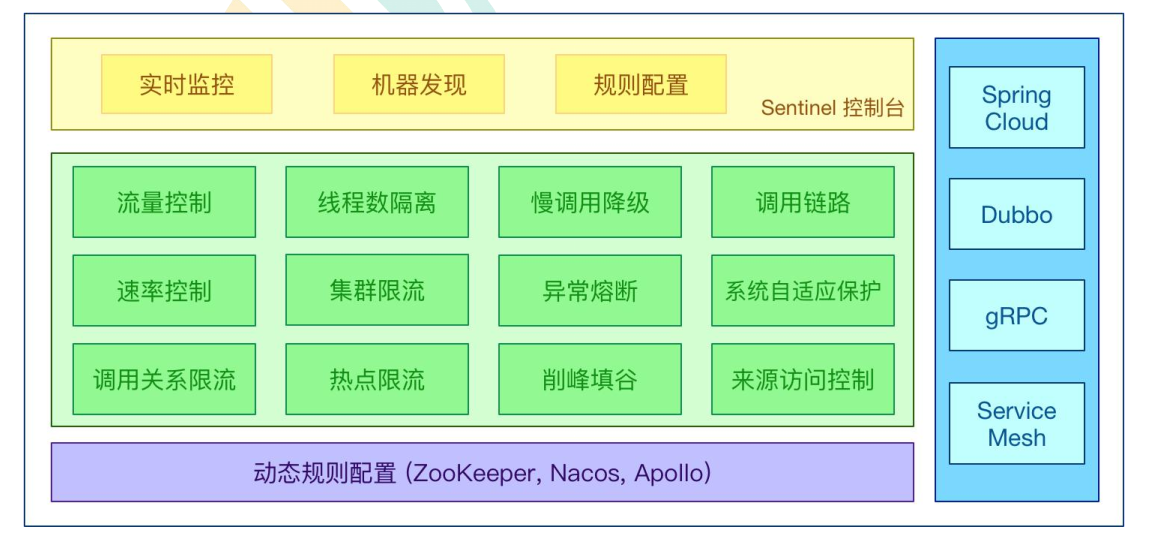 实时监控
机器发现
规则配置
Sentinel 控制台
流量控制
线程数隔离
慢调用降级
调用链路
速率控制
集群限流
异常熔断
系统自适应保护
调用关系限流
热点限流
削峰填谷
来源访问控制
动态规则配置 (ZooKeeper, Nacos, Apollo)
Spring
Cloud
Dubbo
gRPC
Service
Mesh